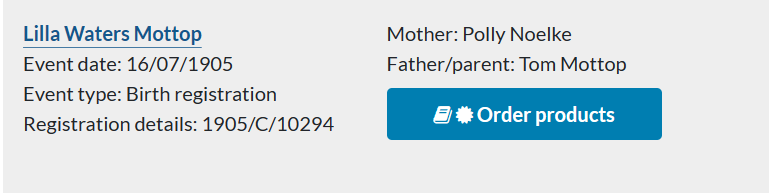 Lilla Waters Mottop
Event date: 16/07/1905
Event type: Birth registration
Registration details: 1905/C/10294
Mother: Polly Noelke
Father/parent: Tom Mottop
Order products